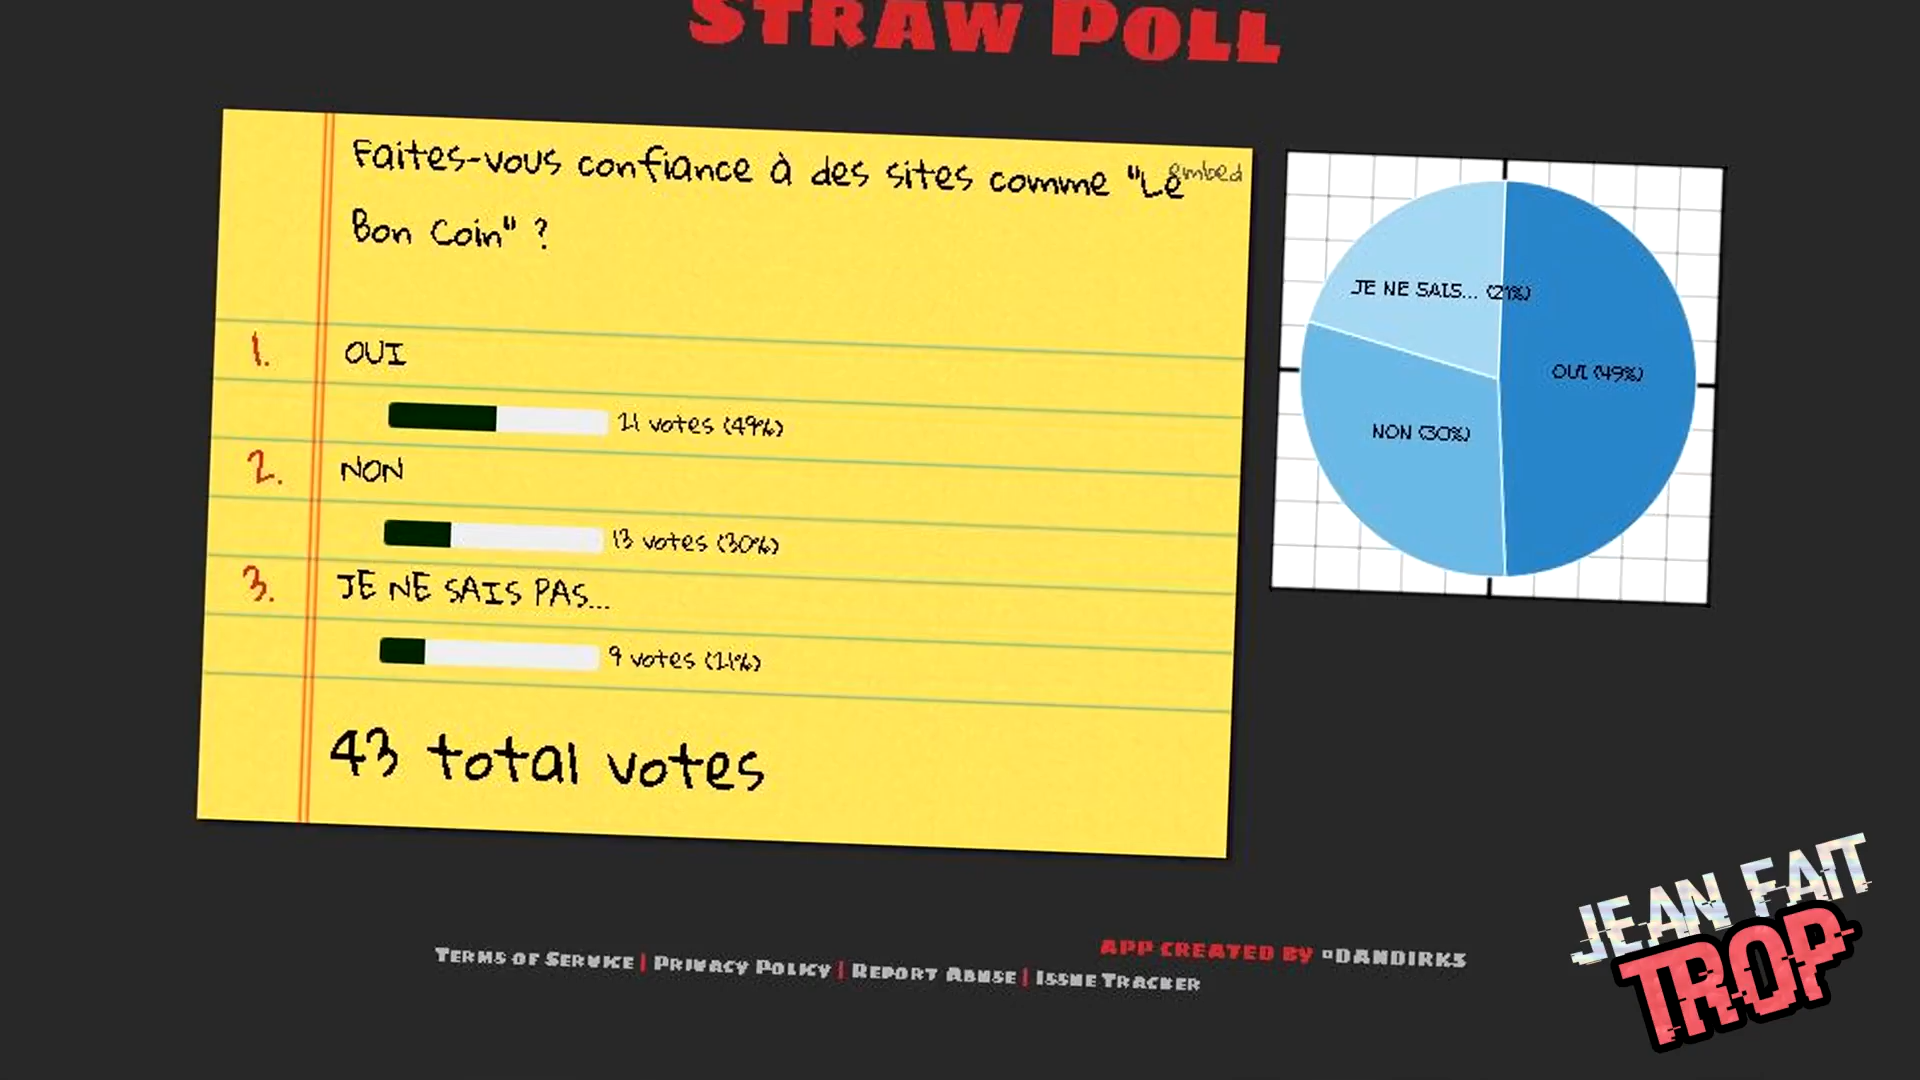 STRAW POLL
Faites-vous confiance à des sites comme "Le
embed
Bon Coin" ?
1. OUI
21 votes (49%)
2. NON
13 votes (30%)
3. JE NE SAIS PAS...
9 votes (21%)
43 total votes
JE NE SAIS... (21%)
OUI (49%)
NON (30%)
APP CREATED BY @DANDIRKS
TERMS OF SERVICE | PRIVACY POLICY | REPORT ABUSE | ISSUE TRACKER
JEAN FAIT
TROP